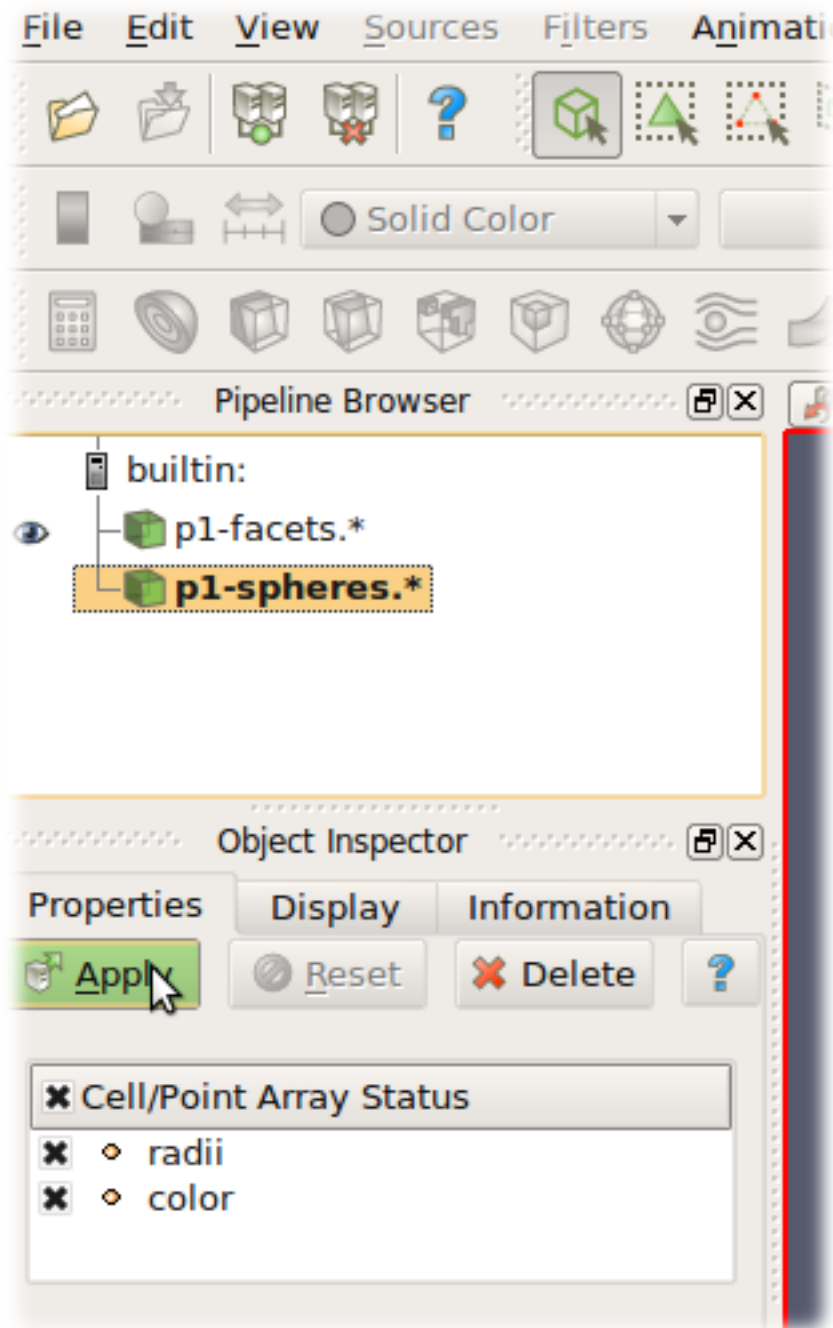 File Edit View Sources Filters Animati
Solid Color
Pipeline Browser
builtin:
p1-facets.*
p1-spheres.*
Object Inspector
Properties Display Information
Apply Reset Delete ?
Cell/Point Array Status
radii
color